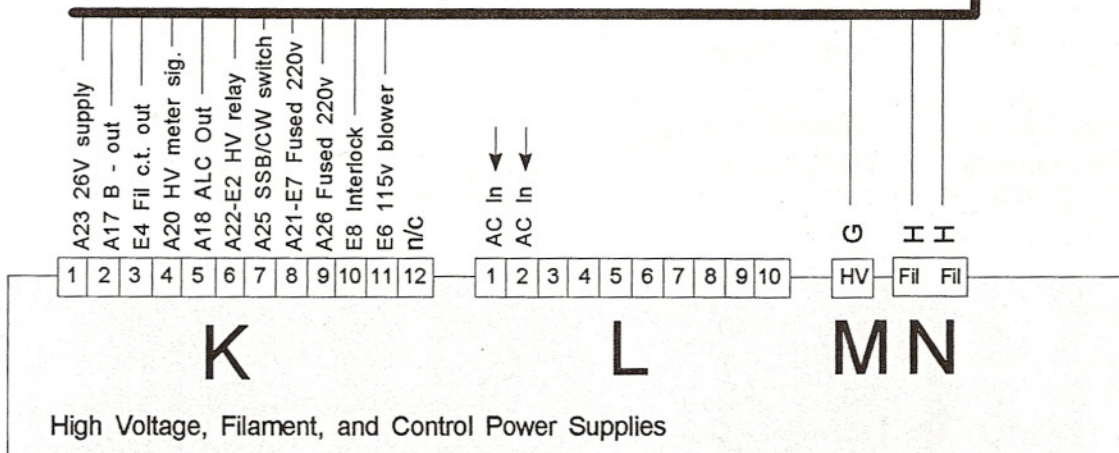 A23 26V supply
A17 B - out
E4 Fil c.t. out
A20 HV meter sig.
A18 ALC Out
A22-E2 HV relay
A25 SSB/CW switch
A21-E7 Fused 220v
A26 Fused 220v
E8 Interlock
E6 115v blower
n/c
AC In
AC In
G
H
H
1 2 3 4 5 6 7 8 9 10 11 12
1 2 3 4 5 6 7 8 9 10
HV
Fil Fil
K
L
M
N
High Voltage, Filament, and Control Power Supplies